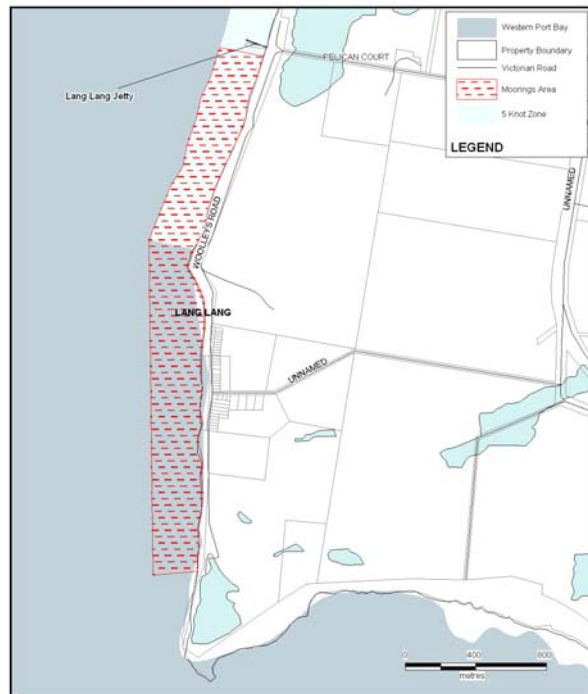 Western Port Bay
Property Boundary
Victorian Road
Moorings Area
5 Knot Zone
LEGEND
PELICAN COURT
Lang Lang Jetty
UNNAMED
WOOLLEYS ROAD
LANG LANG
UNNAMED
0 400 800
metres